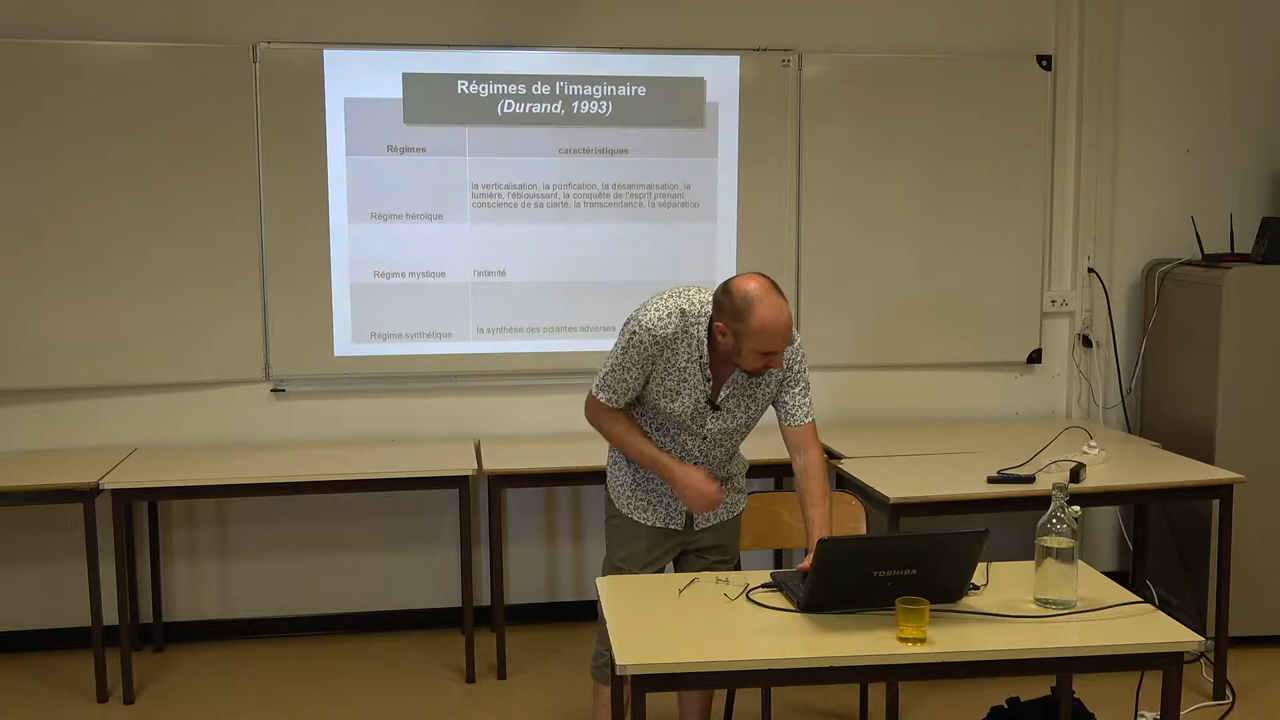 Régimes de l'imaginaire
(Durand, 1993)
Régimes
caractéristiques
la verticalisation, la purification, la désanimalisation, la
lumière, l'éblouissant, la conquête de l'esprit prenant
conscience de sa clarté, la transcendance, la séparation
Régime héroïque
Régime mystique
l'intimité
Régime synthétique
la synthèse des polarités adverses
TOSHIBA